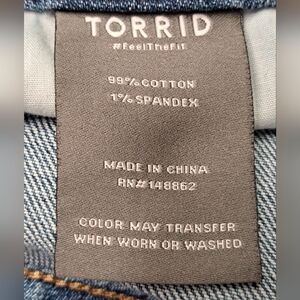 TORRID
#FeelTheFit
99% COTTON
1% SPANDEX
MADE IN CHINA
RN# 148862
COLOR MAY TRANSFER
WHEN WORN OR WASHED